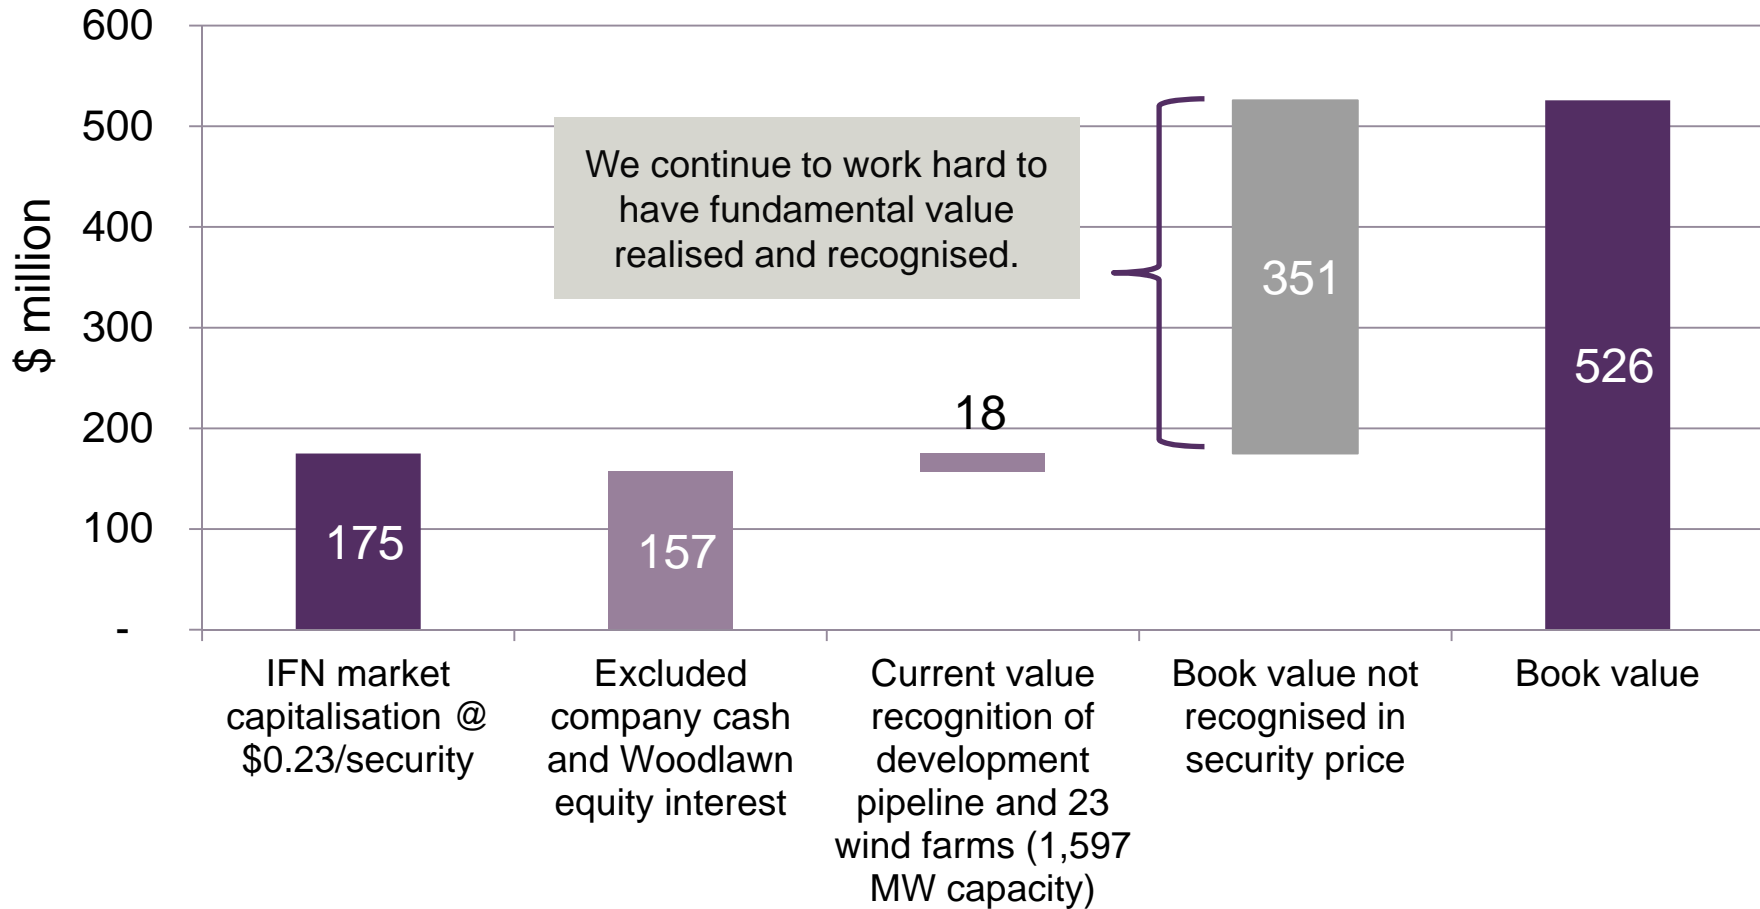 600
500
400
300
200
100
-
$ million
We continue to work hard to
have fundamental value
realised and recognised.
175
157
18
351
526
IFN market
capitalisation @
$0.23/security
Excluded
company cash
and Woodlawn
equity interest
Current value
recognition of
development
pipeline and 23
wind farms (1,597
MW capacity)
Book value not
recognised in
security price
Book value